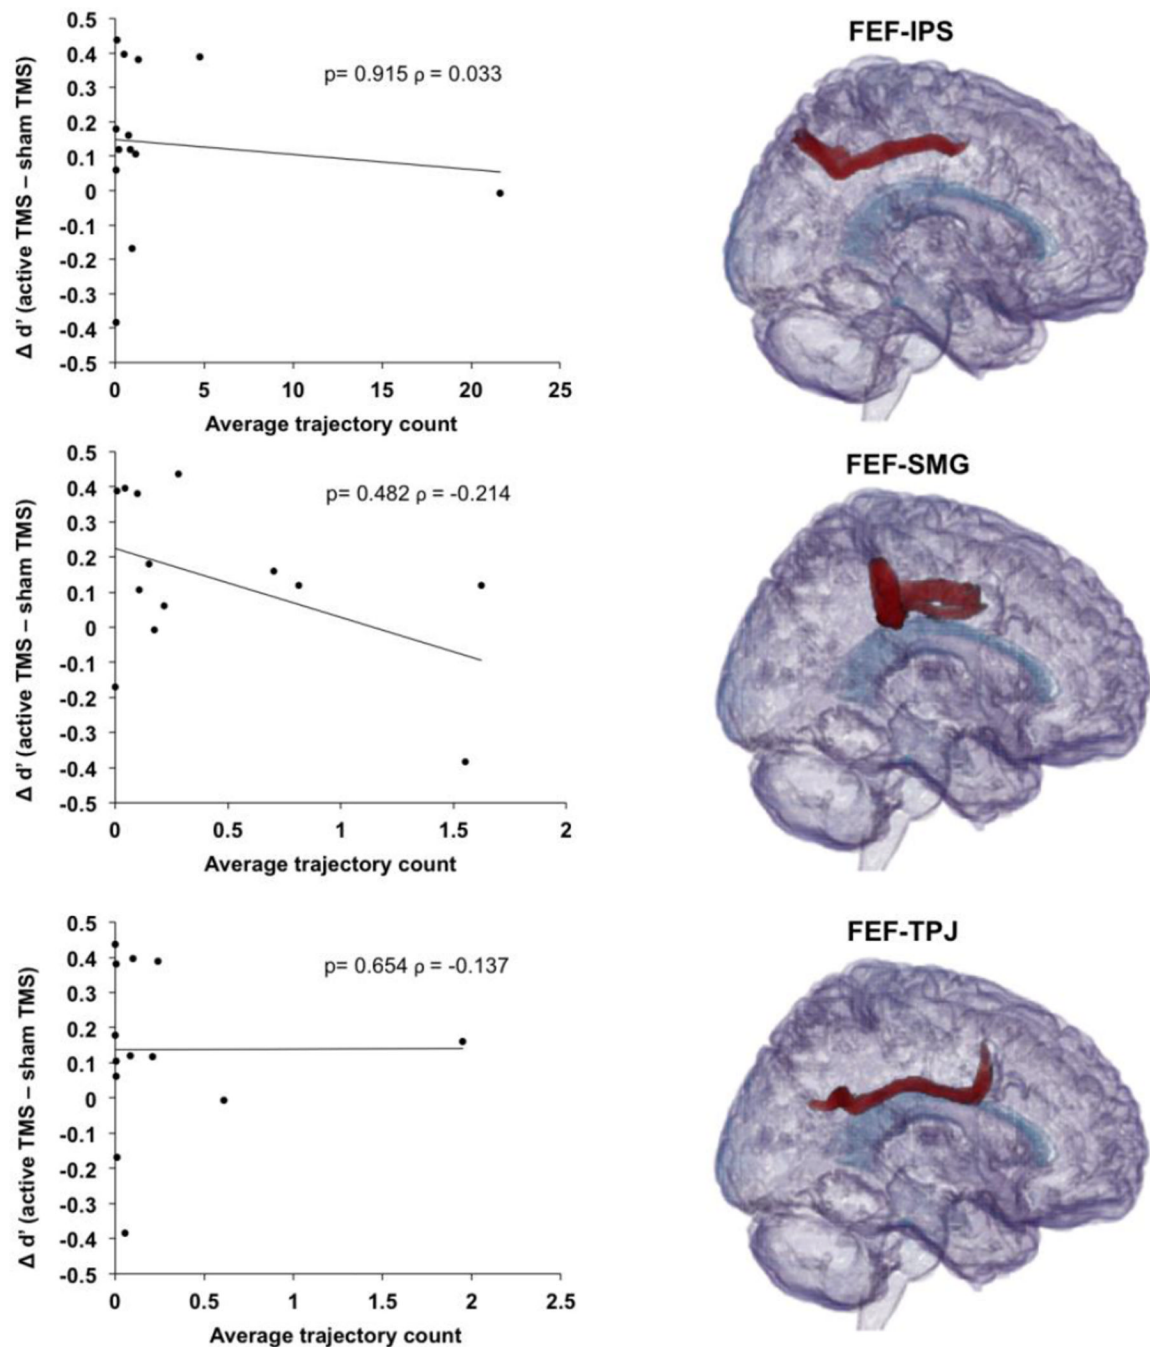 FEF-IPS
Δ d' (active TMS – sham TMS)
0.5
0.4
0.3
0.2
0.1
0
-0.1
-0.2
-0.3
-0.4
-0.5
p= 0.915 ρ = 0.033
0 5 10 15 20 25
Average trajectory count
FEF-SMG
Δ d' (active TMS – sham TMS)
0.5
0.4
0.3
0.2
0.1
0
-0.1
-0.2
-0.3
-0.4
-0.5
p= 0.482 ρ = -0.214
0 0.5 1 1.5 2
Average trajectory count
FEF-TPJ
Δ d' (active TMS – sham TMS)
0.5
0.4
0.3
0.2
0.1
0
-0.1
-0.2
-0.3
-0.4
-0.5
p= 0.654 ρ = -0.137
0 0.5 1 1.5 2 2.5
Average trajectory count